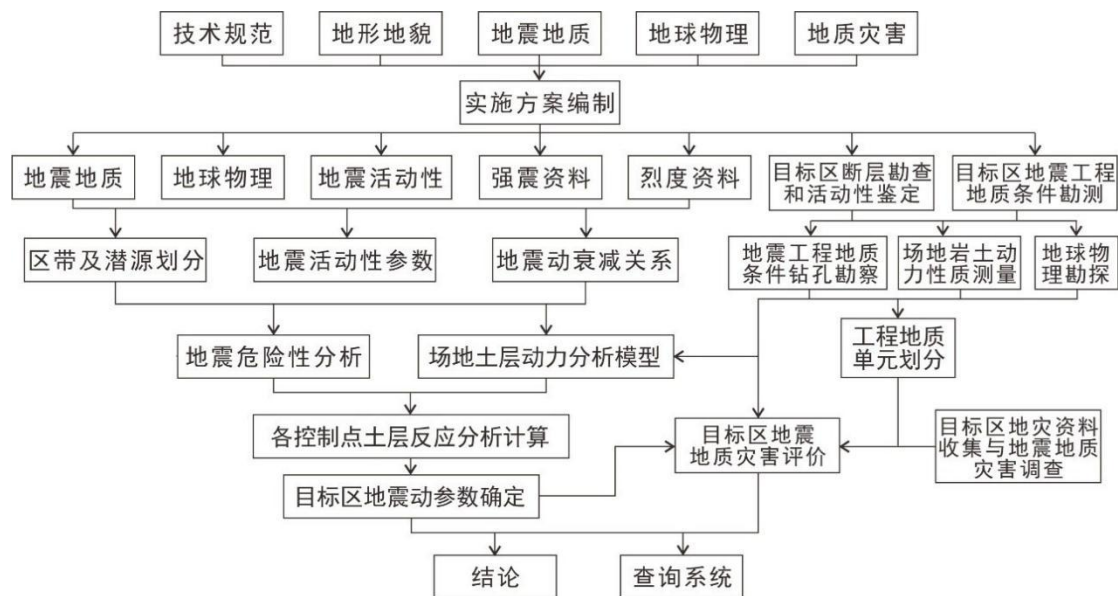 技术规范
地形地貌
地震地质
地球物理
地质灾害
实施方案编制
地震地质
地球物理
地震活动性
强震资料
烈度资料
目标区断层勘查
和活动性鉴定
目标区地震工程
地质条件勘测
区带及潜源划分
地震活动性参数
地震动衰减关系
地震工程地质
条件钻孔勘察
场地岩土动
力性质测量
地球物
理勘探
地震危险性分析
场地土层动力分析模型
工程地质
单元划分
各控制点土层反应分析计算
目标区地震
地质灾害评价
目标区地灾资料
收集与地震地质
灾害调查
目标区地震动参数确定
结论
查询系统